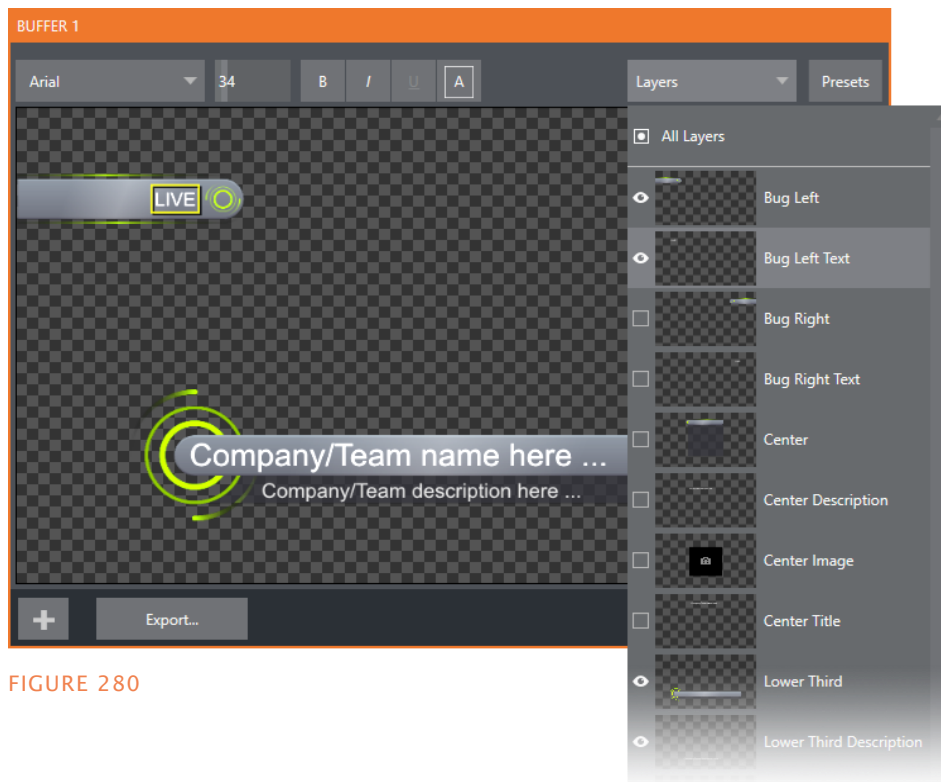 BUFFER 1
Arial 34 B I U A Layers Presets
All Layers
Bug Left
LIVE
Bug Left Text
Bug Right
Bug Right Text
Center
Company/Team name here ...
Company/Team description here ...
Center Description
Center Image
Center Title
Export...
Lower Third
FIGURE 280
Lower Third Description